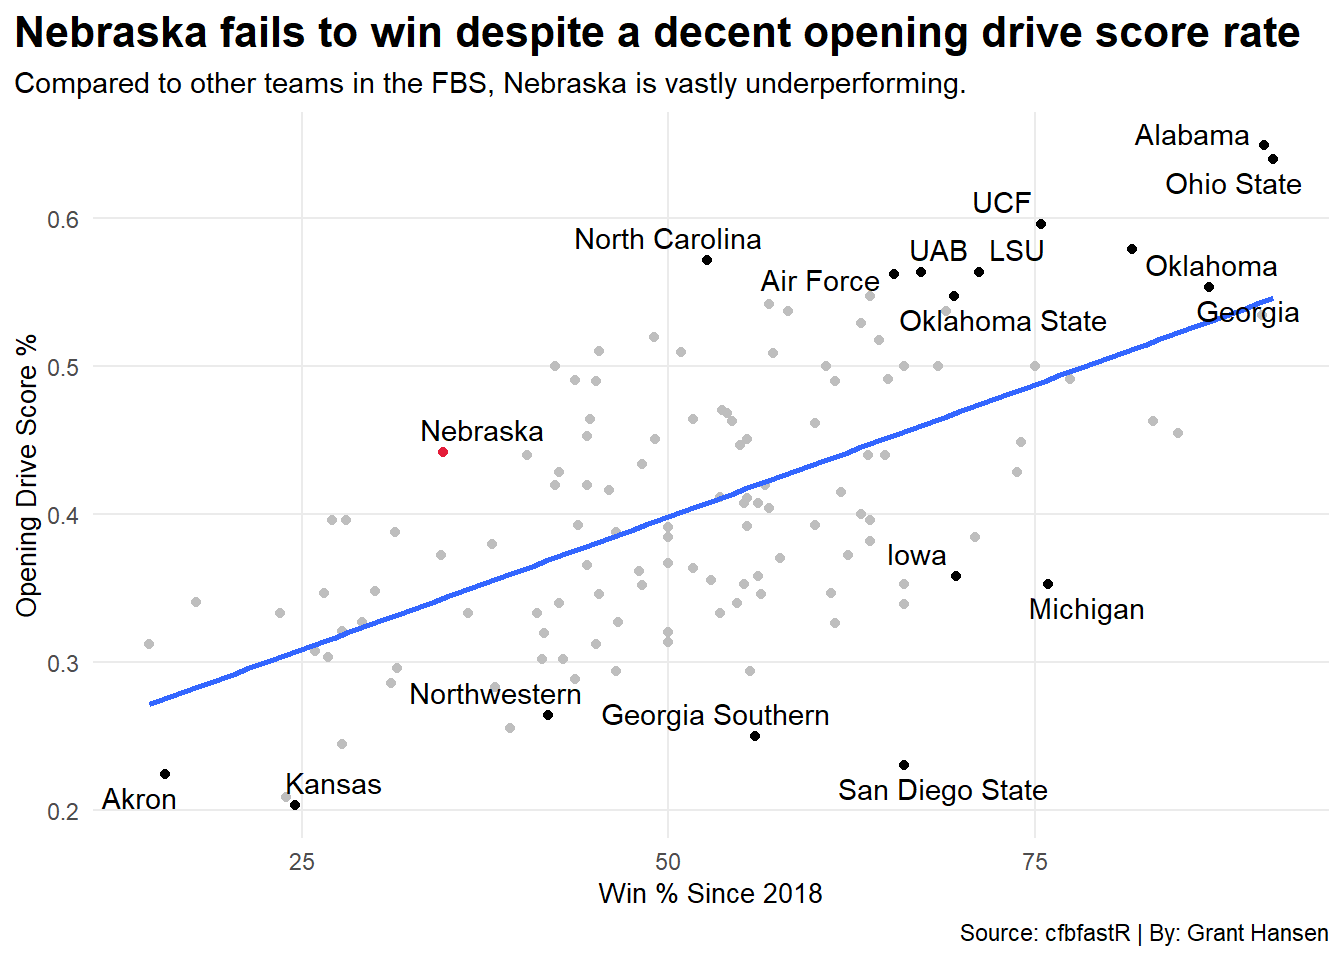 Nebraska fails to win despite a decent opening drive score rate
Compared to other teams in the FBS, Nebraska is vastly underperforming.
Alabama
Ohio State
UCF
0.6
North Carolina
UAB
LSU
Oklahoma
Air Force
Georgia
Oklahoma State
0.5
Nebraska
Opening Drive Score %
0.4
Iowa
Michigan
0.3
Northwestern
Georgia Southern
Kansas
San Diego State
Akron
0.2
25
50
75
Win % Since 2018
Source: cfbfastR | By: Grant Hansen